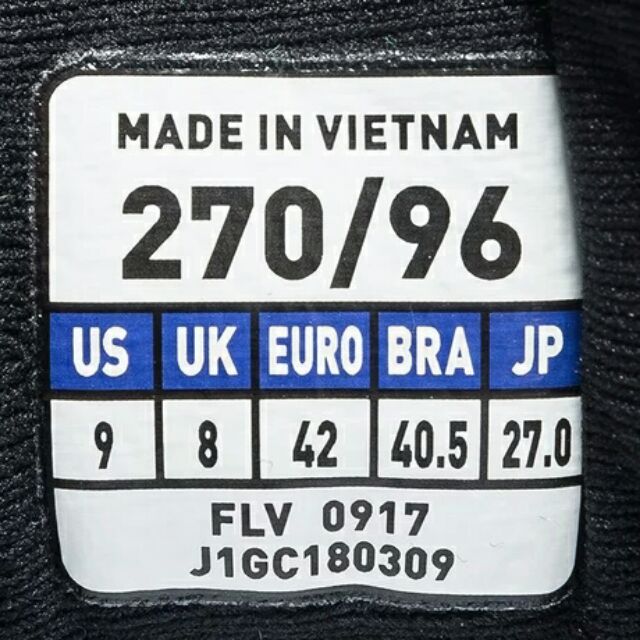 MADE IN VIETNAM
270/96
US UK EURO BRA JP
9 8 42 40.5 27.0
FLV 0917
J1GC180309